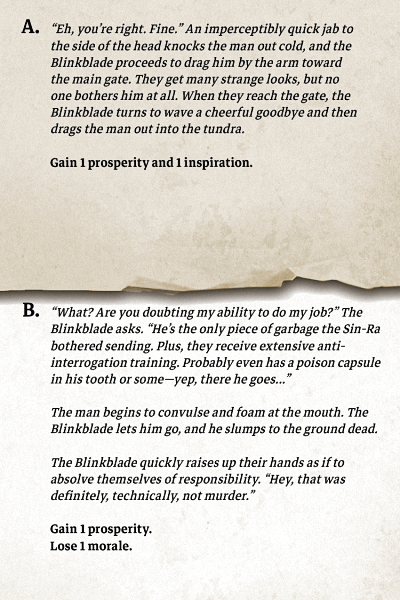 A. “Eh, you’re right. Fine.” An imperceptibly quick jab to
the side of the head knocks the man out cold, and the
Blinkblade proceeds to drag him by the arm toward
the main gate. They get many strange looks, but no
one bothers him at all. When they reach the gate, the
Blinkblade turns to wave a cheerful goodbye and then
drags the man out into the tundra.
Gain 1 prosperity and 1 inspiration.
B. “What? Are you doubting my ability to do my job?” The
Blinkblade asks. “He’s the only piece of garbage the Sin-Ra
bothered sending. Plus, they receive extensive anti-
interrogation training. Probably even has a poison capsule
in his tooth or some—yep, there he goes...”
The man begins to convulse and foam at the mouth. The
Blinkblade lets him go, and he slumps to the ground dead.
The Blinkblade quickly raises up their hands as if to
absolve themselves of responsibility. “Hey, that was
definitely, technically, not murder.”
Gain 1 prosperity.
Lose 1 morale.